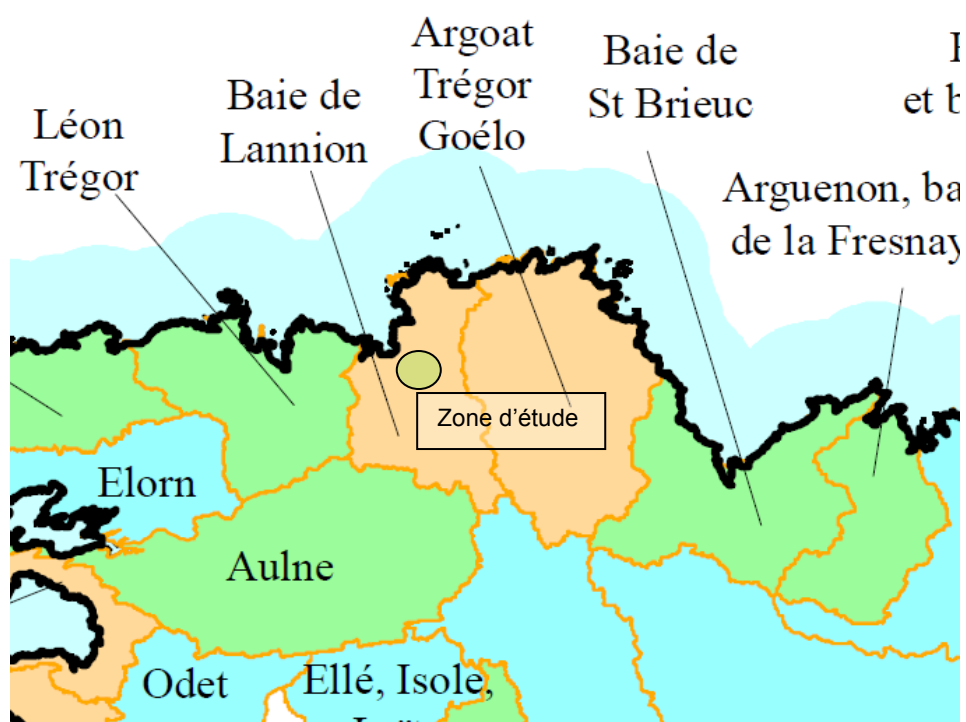 Argoat
Trégor
Goélo
Baie de
St Brieuc
et b
Baie de
Lannion
Léon
Trégor
Arguenon, ba
de la Fresnay
Zone d'étude
Elorn
Aulne
Odet
Ellé, Isole,